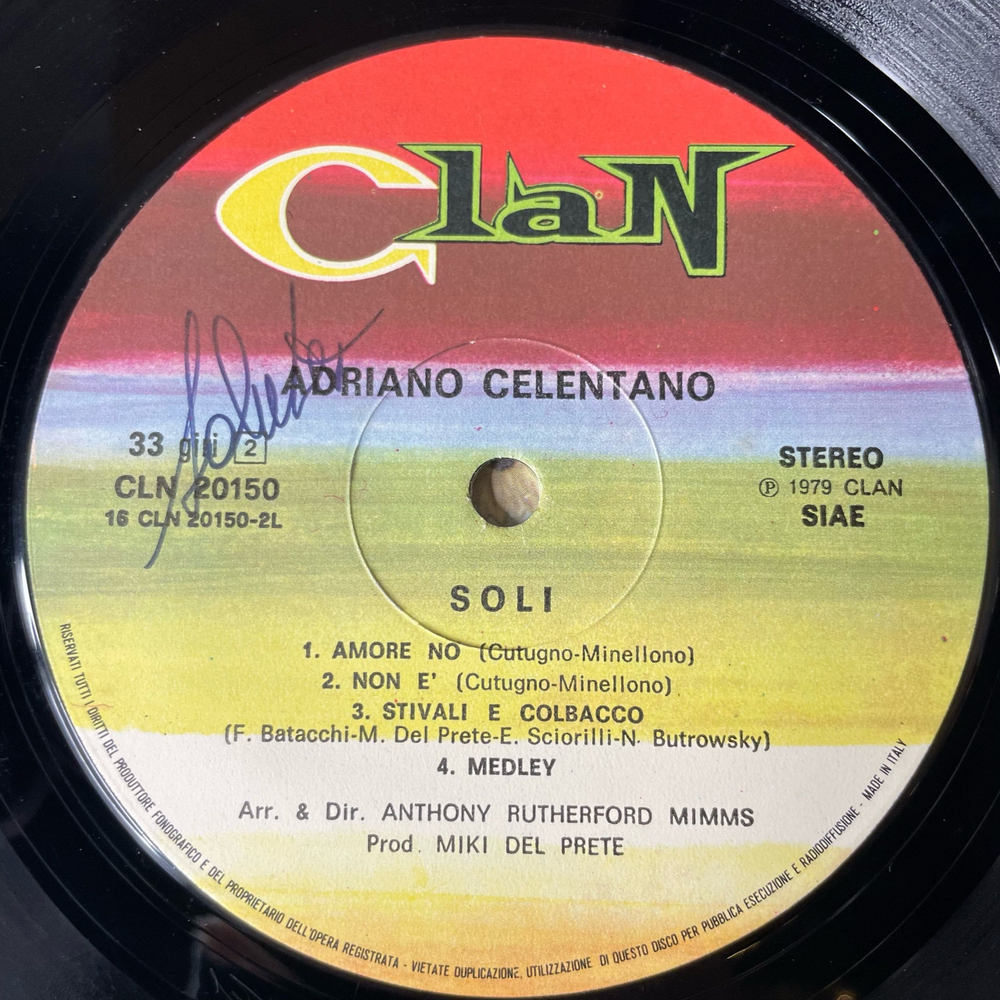 ClaN
ADRIANO CELENTANO
33 giri 2
CLN 20150
16 CLN 20150-2L
STEREO
Ⓟ 1979 CLAN
SIAE
SOLI
1. AMORE NO (Cutugno-Minellono)
2. NON E' (Cutugno-Minellono)
3. STIVALI E COLBACCO
(F. Batacchi-M. Del Prete-E. Sciorilli-N. Butrowsky)
4. MEDLEY
Arr. & Dir. ANTHONY RUTHERFORD MIMMS
Prod. MIKI DEL PRETE
RISERVATI TUTTI I DIRITTI DEL PRODUTTORE FONOGRAFICO E DEL PROPRIETARIO DELL'OPERA REGISTRATA - VIETATE DUPLICAZIONE, UTILIZZAZIONE DI QUESTO DISCO PER PUBBLICA ESECUZIONE E RADIODIFFUSIONE - MADE IN ITALY